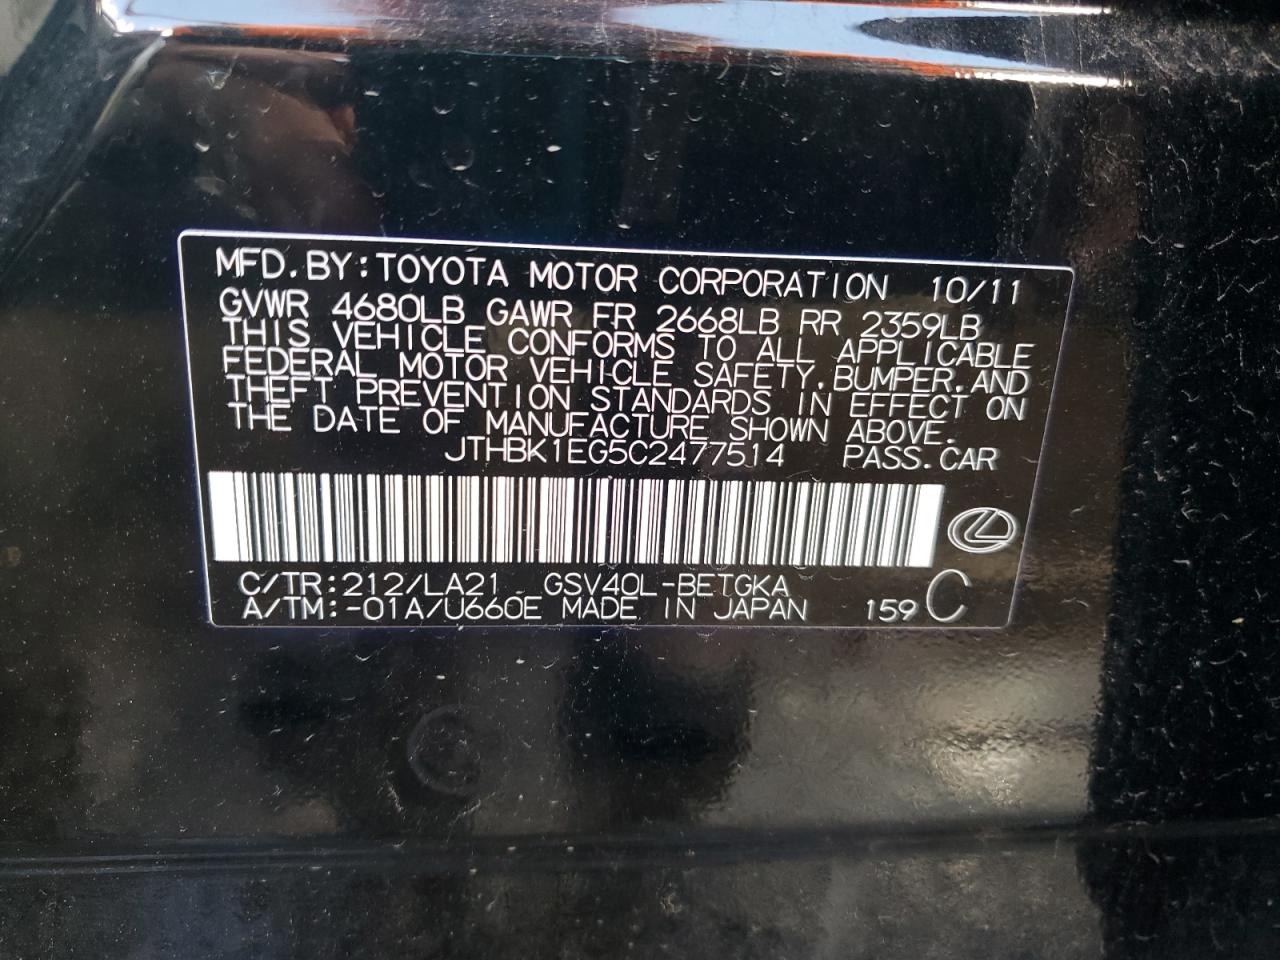 MFD.BY:TOYOTA MOTOR CORPORATION 10/11
GVWR 4680LB GAWR FR 2668LB RR 2359LB
THIS VEHICLE CONFORMS TO ALL APPLICABLE
FEDERAL MOTOR VEHICLE SAFETY,BUMPER,AND
THEFT PREVENTION STANDARDS IN EFFECT ON
THE DATE OF MANUFACTURE SHOWN ABOVE.
JTHBK1EG5C2477514 PASS.CAR
C/TR:212/LA21 GSV40L-BETGKA
A/TM:-01A/U660E MADE IN JAPAN 159 C